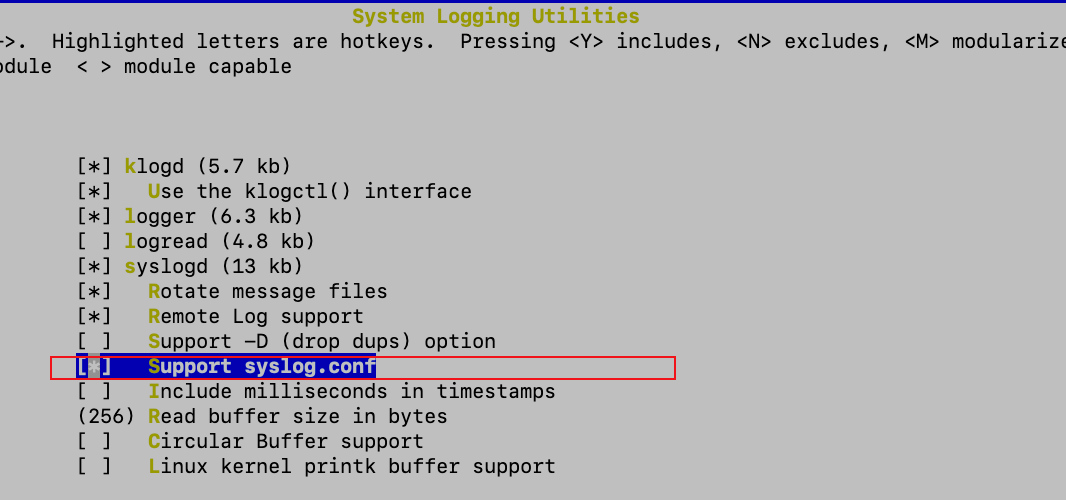 System Logging Utilities
->.  Highlighted letters are hotkeys.  Pressing <Y> includes, <N> excludes, <M> modularize
odule  < > module capable
[*] klogd (5.7 kb)
[*]   Use the klogctl() interface
[*] logger (6.3 kb)
[ ] logread (4.8 kb)
[*] syslogd (13 kb)
[*]   Rotate message files
[*]   Remote Log support
[ ]   Support -D (drop dups) option
[*]   Support syslog.conf
[ ]   Include milliseconds in timestamps
(256) Read buffer size in bytes
[ ]   Circular Buffer support
[ ]   Linux kernel printk buffer support